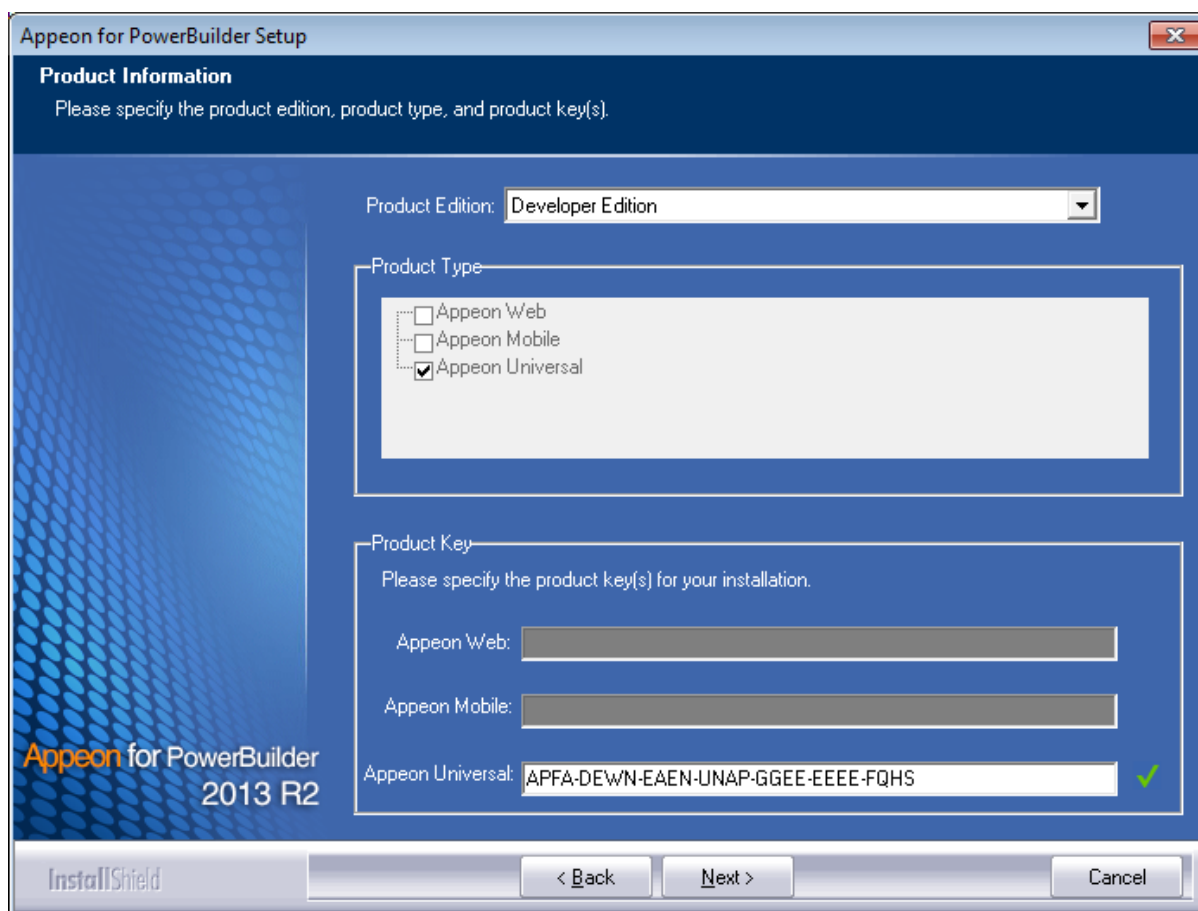 Appeon for PowerBuilder Setup
Product Information
Please specify the product edition, product type, and product key(s).
Product Edition: Developer Edition
Product Type
Appeon Web
Appeon Mobile
Appeon Universal
Product Key
Please specify the product key(s) for your installation.
Appeon Web:
Appeon Mobile:
Appeon Universal: APFA-DEWN-EAEN-UNAP-GGEE-EEEE-FQHS
Appeon for PowerBuilder
2013 R2
InstallShield
< Back
Next >
Cancel